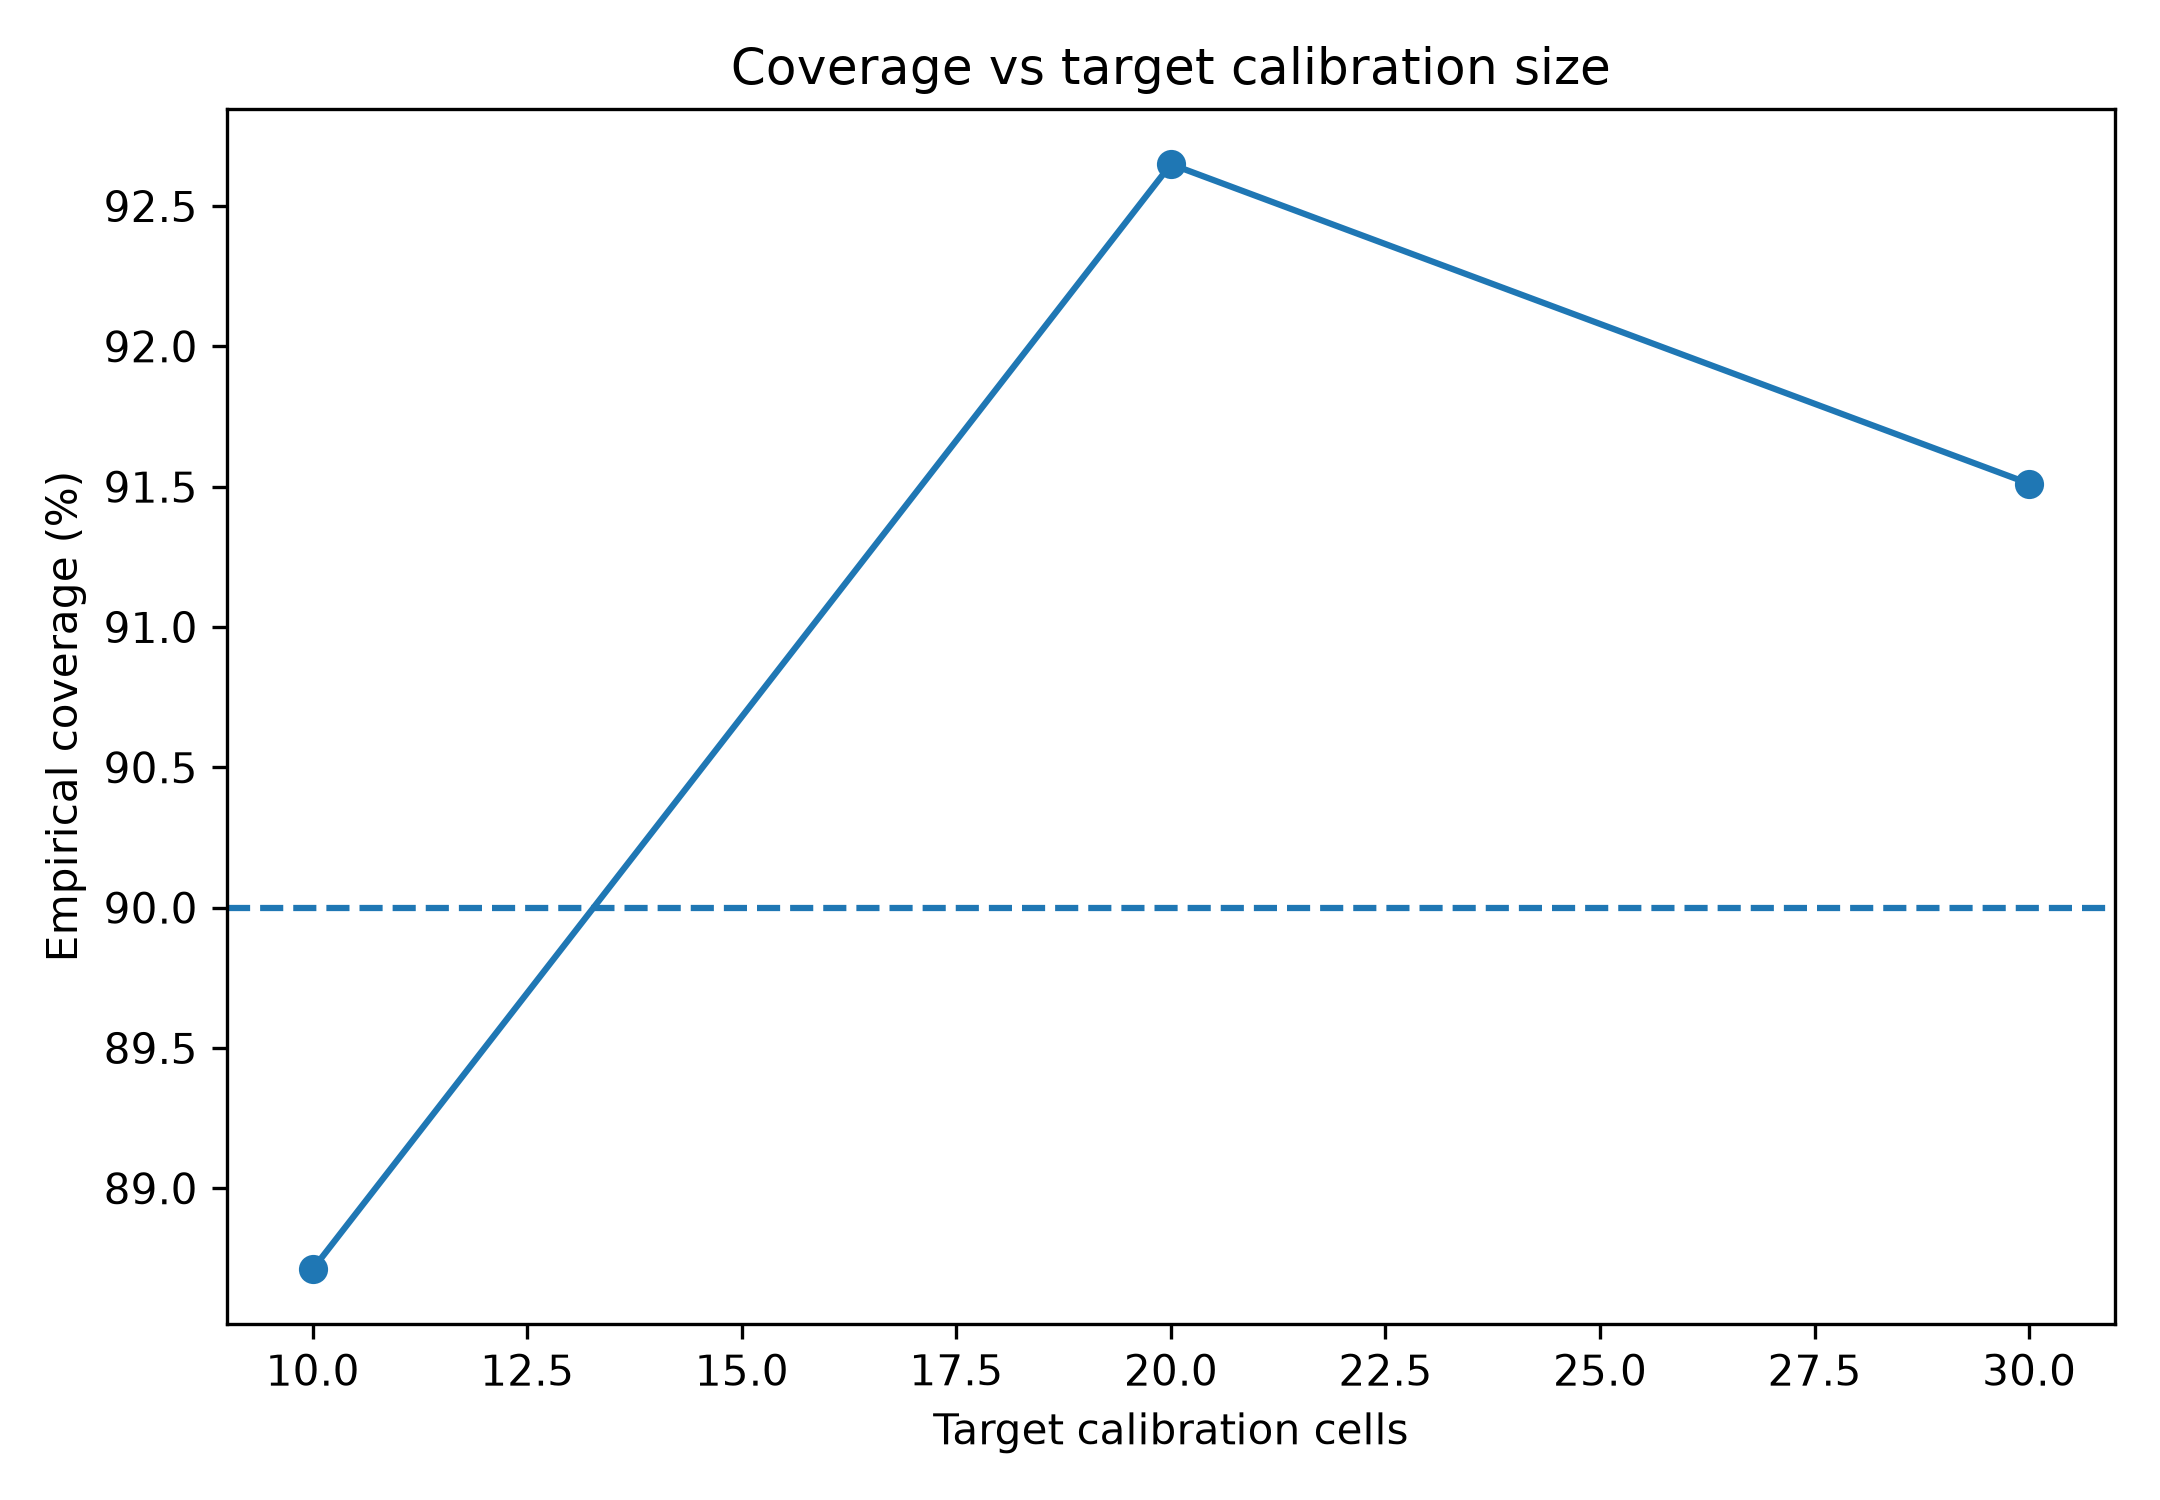 Coverage vs target calibration size
Empirical coverage (%)
92.5
92.0
91.5
91.0
90.5
90.0
89.5
89.0
10.0 12.5 15.0 17.5 20.0 22.5 25.0 27.5 30.0
Target calibration cells